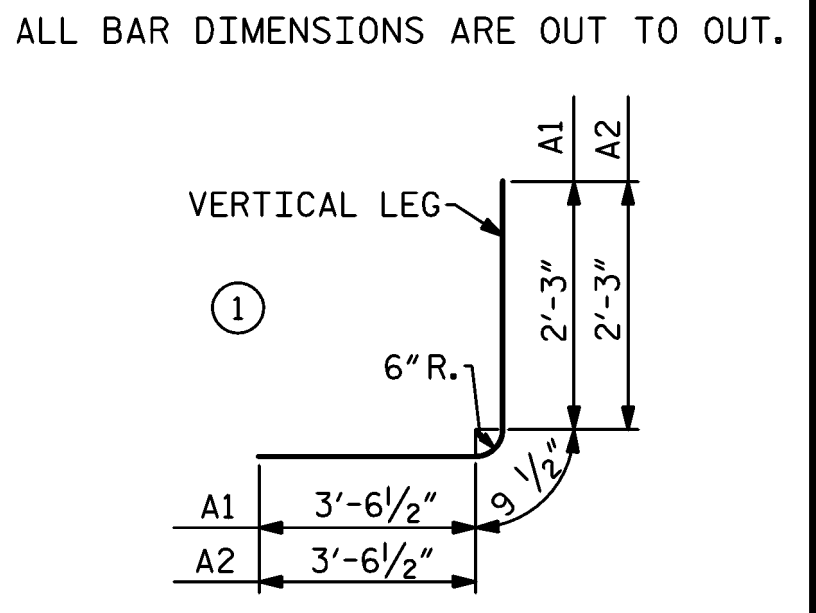 ALL BAR DIMENSIONS ARE OUT TO OUT.
A1
A2
VERTICAL LEG
2'-3"
2'-3"
1
6" R.
9 1/2"
A1 3'-6 1/2"
A2 3'-6 1/2"